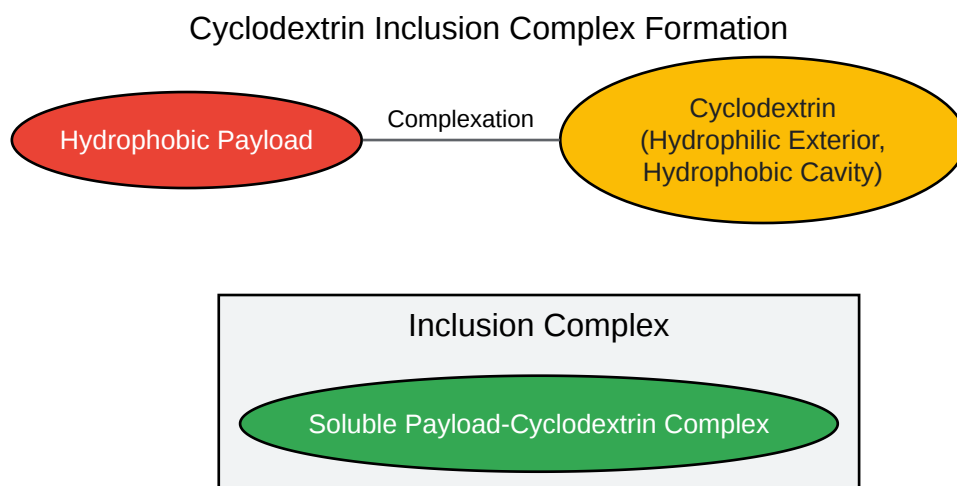 Cyclodextrin Inclusion Complex Formation
Hydrophobic Payload
Complexation
Cyclodextrin
(Hydrophilic Exterior,
Hydrophobic Cavity)
Inclusion Complex
Soluble Payload-Cyclodextrin Complex